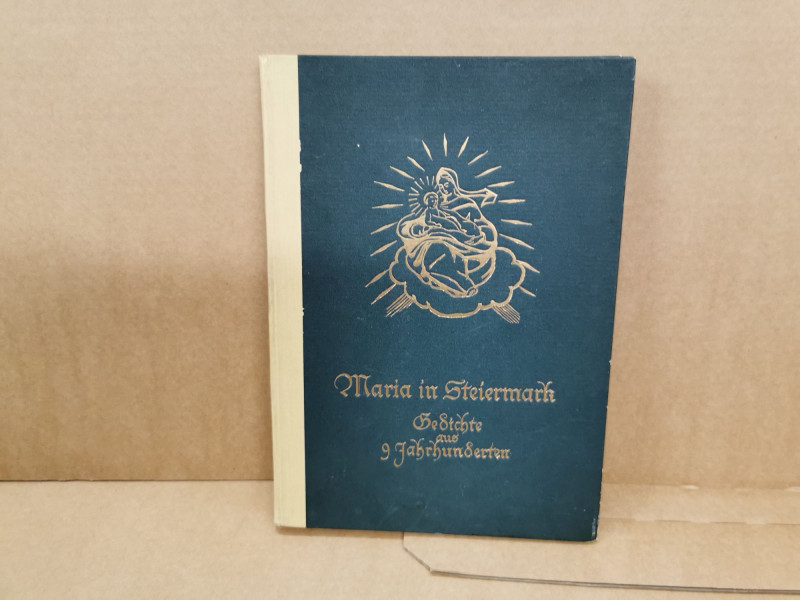 Maria in Steiermark
Gedichte
aus
9 Jahrhunderten